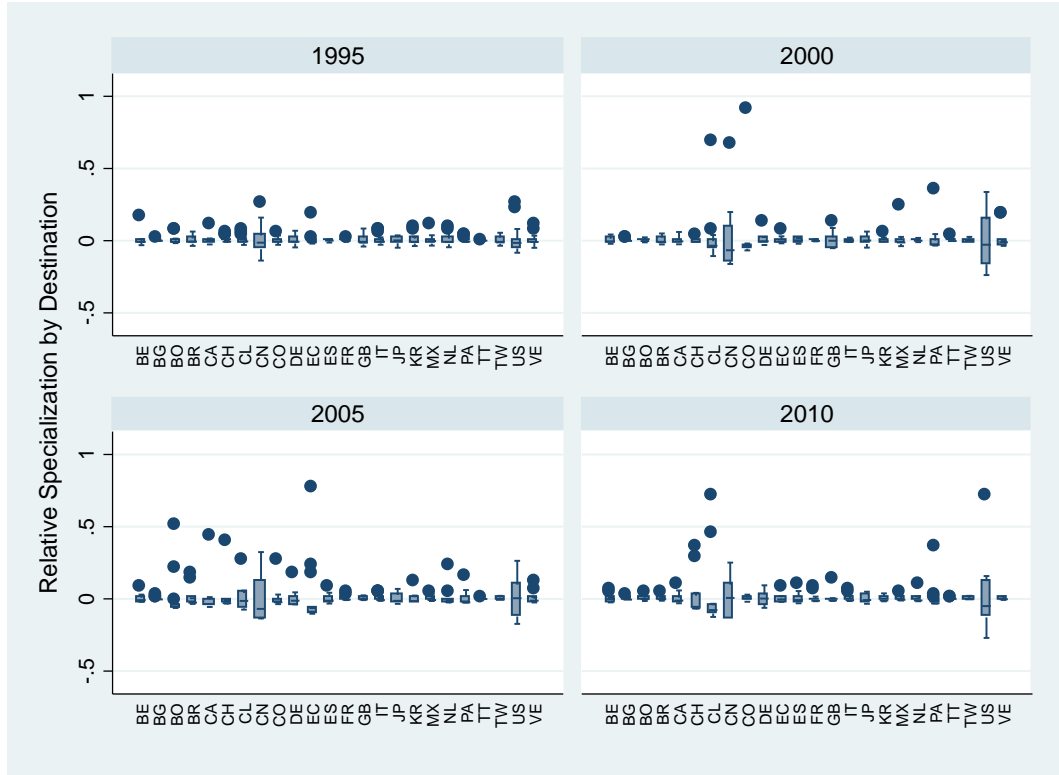 1995
2000
1
.5
0
-.5
BE BG BO BR CA CH CL CN CO DE EC ES FR GB IT JP KR MX NL PA TT TW US VE
BE BG BO BR CA CH CL CN CO DE EC ES FR GB IT JP KR MX NL PA TT TW US VE
Relative Specialization by Destination
2005
2010
1
.5
0
-.5
BE BG BO BR CA CH CL CN CO DE EC ES FR GB IT JP KR MX NL PA TT TW US VE
BE BG BO BR CA CH CL CN CO DE EC ES FR GB IT JP KR MX NL PA TT TW US VE